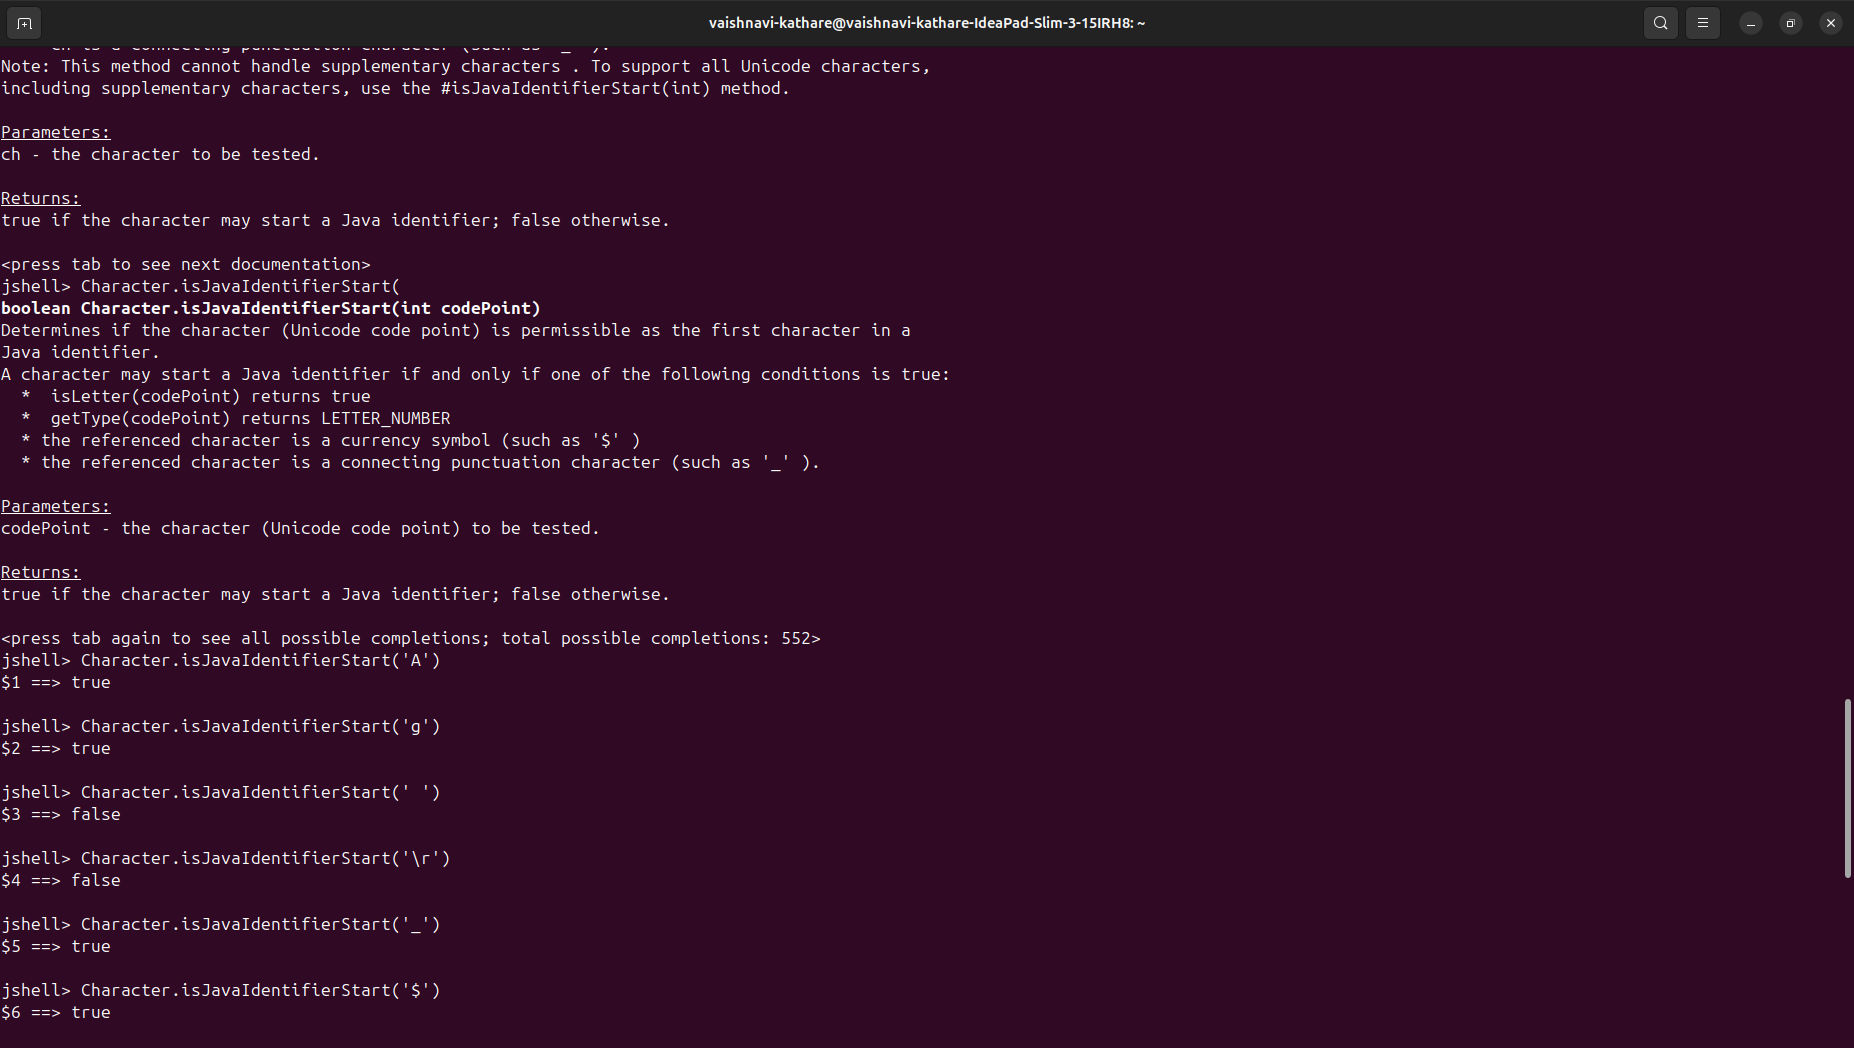 vaishnavi-kathare@vaishnavi-kathare-IdeaPad-Slim-3-15IRH8: ~
ch is a connecting punctuation character (such as '_' ).
Note: This method cannot handle supplementary characters . To support all Unicode characters,
including supplementary characters, use the #isJavaIdentifierStart(int) method.
Parameters:
ch - the character to be tested.
Returns:
true if the character may start a Java identifier; false otherwise.
<press tab to see next documentation>
jshell> Character.isJavaIdentifierStart(
boolean Character.isJavaIdentifierStart(int codePoint)
Determines if the character (Unicode code point) is permissible as the first character in a
Java identifier.
A character may start a Java identifier if and only if one of the following conditions is true:
  *  isLetter(codePoint) returns true
  *  getType(codePoint) returns LETTER_NUMBER
  * the referenced character is a currency symbol (such as '$' )
  * the referenced character is a connecting punctuation character (such as '_' ).
Parameters:
codePoint - the character (Unicode code point) to be tested.
Returns:
true if the character may start a Java identifier; false otherwise.
<press tab again to see all possible completions; total possible completions: 552>
jshell> Character.isJavaIdentifierStart('A')
$1 ==> true
jshell> Character.isJavaIdentifierStart('g')
$2 ==> true
jshell> Character.isJavaIdentifierStart(' ')
$3 ==> false
jshell> Character.isJavaIdentifierStart('\r')
$4 ==> false
jshell> Character.isJavaIdentifierStart('_')
$5 ==> true
jshell> Character.isJavaIdentifierStart('$')
$6 ==> true